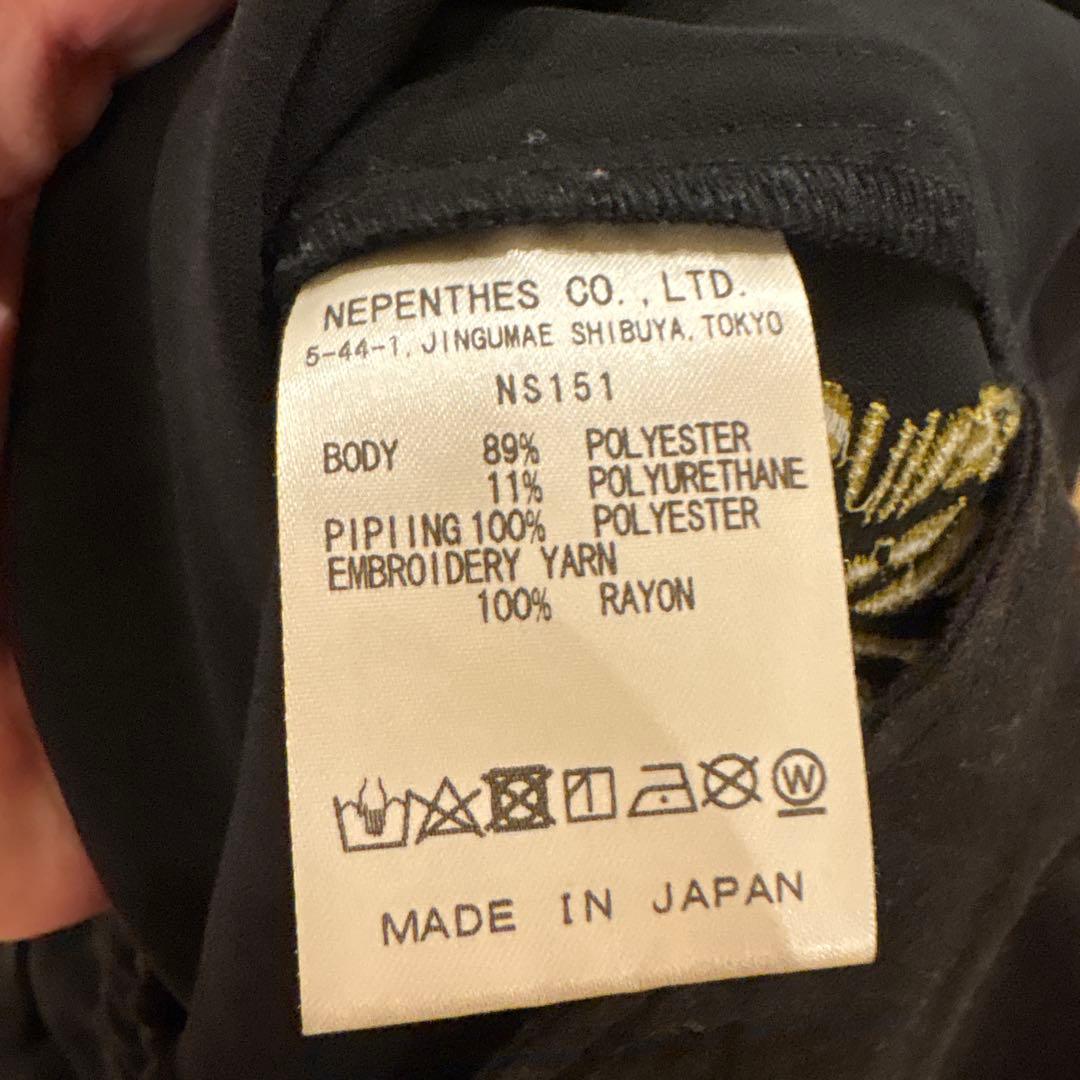 NEPENTHES CO.,LTD.
5-44-1, JINGUMAE SHIBUYA, TOKYO
NS151
BODY 89% POLYESTER
11% POLYURETHANE
PIPIING 100% POLYESTER
EMBROIDERY YARN
100% RAYON
W
MADE IN JAPAN